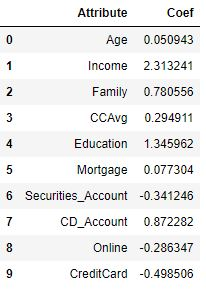 Attribute Coef
0 Age 0.050943
1 Income 2.313241
2 Family 0.780556
3 CCAvg 0.294911
4 Education 1.345962
5 Mortgage 0.077304
6 Securities_Account -0.341246
7 CD_Account 0.872282
8 Online -0.286347
9 CreditCard -0.498506